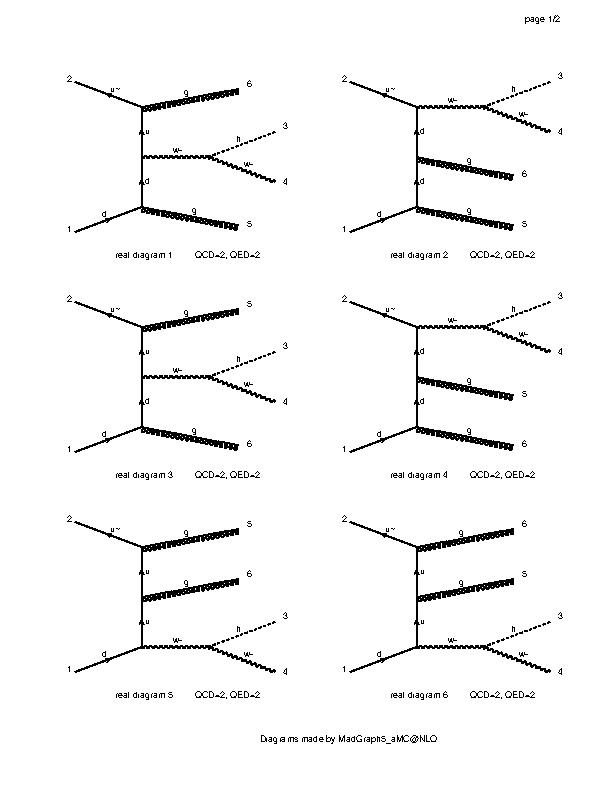 page 1/2
2 u~ g 6
u
h 3
w-
w- 4
d
d g 5
1
real diagram 1 QCD=2, QED=2
2 u~ h 3
w-
w- 4
d
g 6
d
d g 5
1
real diagram 2 QCD=2, QED=2
2 u~ g 5
u
h 3
w-
w- 4
d
d g 6
1
real diagram 3 QCD=2, QED=2
2 u~ h 3
w-
w- 4
d
g 5
d
d g 6
1
real diagram 4 QCD=2, QED=2
2 u~ g 5
u
g 6
u h 3
d w-
1 w- 4
real diagram 5 QCD=2, QED=2
2 u~ g 6
u
g 5
u h 3
d w-
1 w- 4
real diagram 6 QCD=2, QED=2
Diagrams made by MadGraph5_aMC@NLO